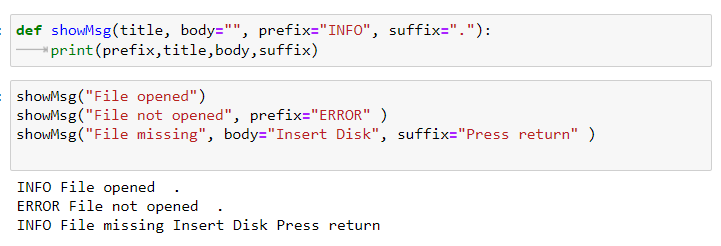 def showMsg(title, body="", prefix="INFO", suffix="."):
print(prefix,title,body,suffix)
showMsg("File opened")
showMsg("File not opened", prefix="ERROR" )
showMsg("File missing", body="Insert Disk", suffix="Press return" )
INFO File opened  .
ERROR File not opened  .
INFO File missing Insert Disk Press return